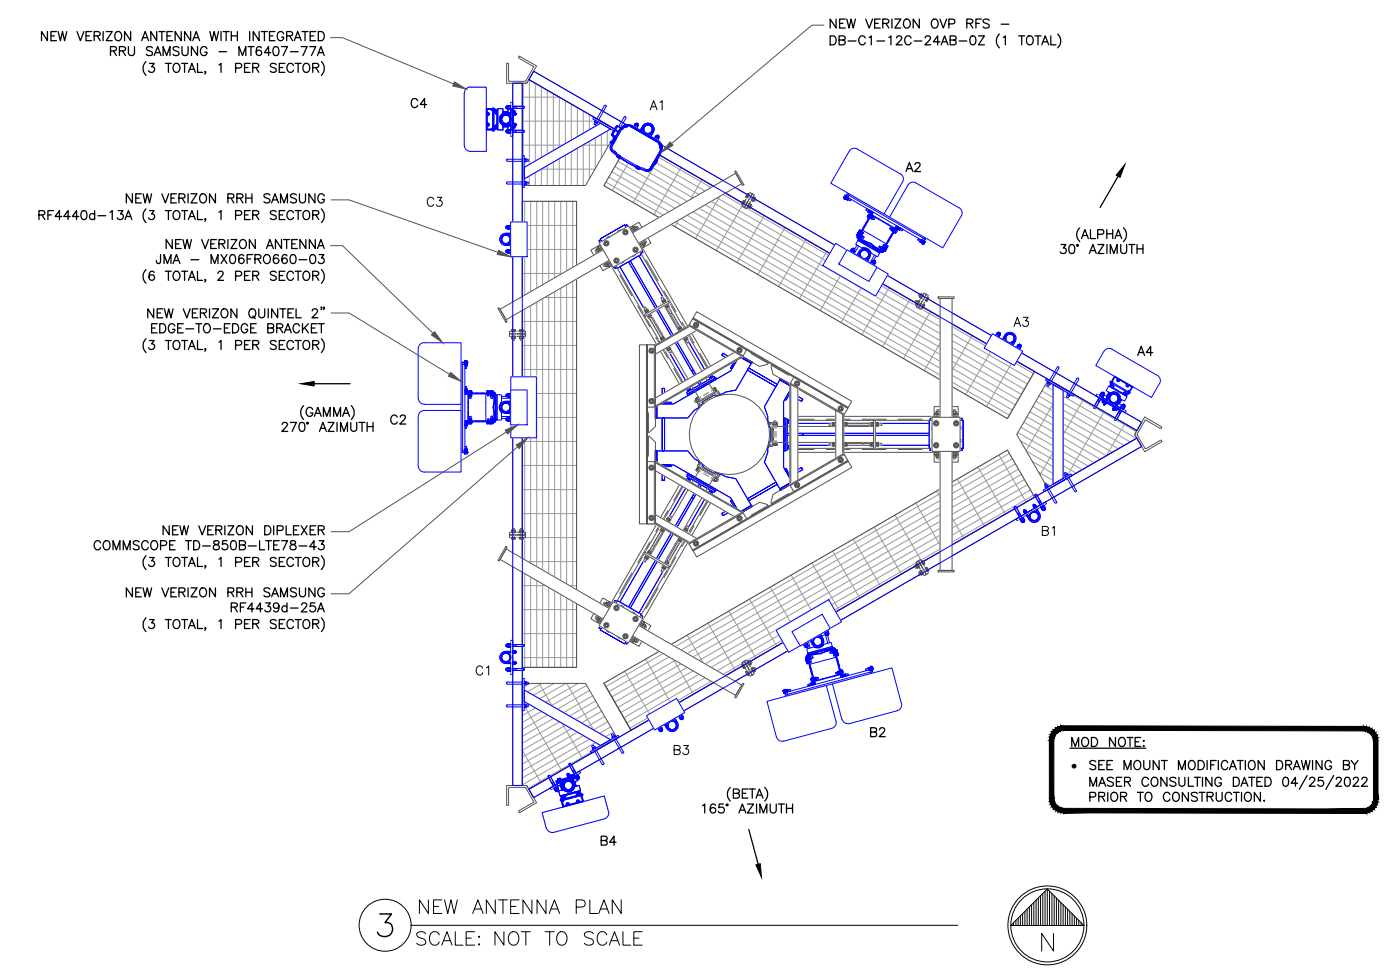 NEW VERIZON ANTENNA WITH INTEGRATED
RRU SAMSUNG – MT6407–77A
(3 TOTAL, 1 PER SECTOR)
NEW VERIZON OVP RFS –
DB–C1–12C–24AB–0Z (1 TOTAL)
C4
A1
A2
C3
NEW VERIZON RRH SAMSUNG
RF4440d–13A (3 TOTAL, 1 PER SECTOR)
NEW VERIZON ANTENNA
JMA – MX06FRO660–03
(6 TOTAL, 2 PER SECTOR)
NEW VERIZON QUINTEL 2"
EDGE–TO–EDGE BRACKET
(3 TOTAL, 1 PER SECTOR)
(ALPHA)
30° AZIMUTH
A3
A4
(GAMMA)
270° AZIMUTH
C2
NEW VERIZON DIPLEXER
COMMSCOPE TD–850B–LTE78–43
(3 TOTAL, 1 PER SECTOR)
NEW VERIZON RRH SAMSUNG
RF4439d–25A
(3 TOTAL, 1 PER SECTOR)
B1
C1
B3
B2
(BETA)
165° AZIMUTH
B4
MOD NOTE:
• SEE MOUNT MODIFICATION DRAWING BY
MASER CONSULTING DATED 04/25/2022
PRIOR TO CONSTRUCTION.
3
NEW ANTENNA PLAN
SCALE: NOT TO SCALE
N